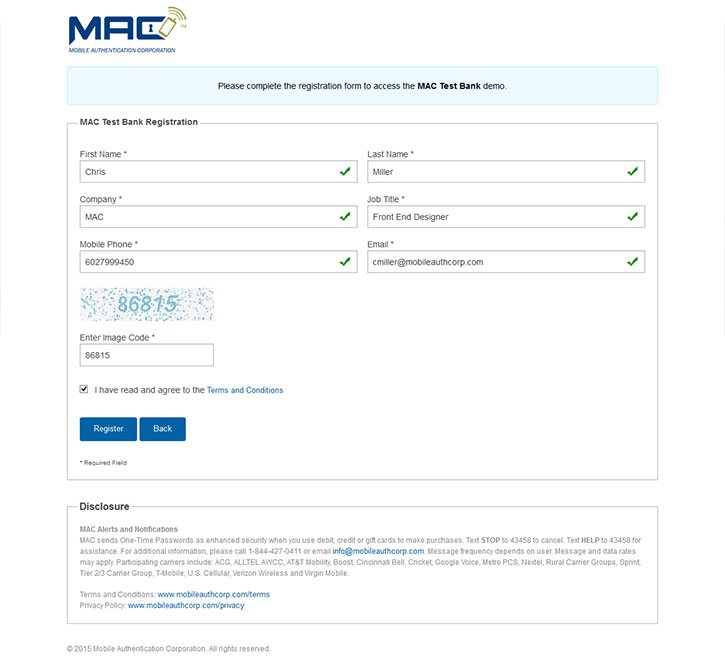 MAC
TM
MOBILE AUTHENTICATION CORPORATION
Please complete the registration form to access the MAC Test Bank demo.
MAC Test Bank Registration
First Name *
Last Name *
Chris
Miller
Company *
Job Title *
MAC
Front End Designer
Mobile Phone *
Email *
6027999450
cmiller@mobileauthcorp.com
86815
Enter Image Code *
86815
I have read and agree to the Terms and Conditions
Register
Back
* Required Field
Disclosure
MAC Alerts and Notifications
MAC sends One-Time Passwords as enhanced security when you use debit, credit or gift cards to make purchases. Text STOP to 43458 to cancel. Text HELP to 43458 for
assistance. For additional information, please call 1-844-427-0411 or email info@mobileauthcorp.com. Message frequency depends on user. Message and data rates
may apply. Participating carriers include: ACG, ALLTEL AWCC, AT&T Mobility, Boost, Cincinnati Bell, Cricket, Google Voice, Metro PCS, Nextel, Rural Carrier Groups, Sprint,
Tier 2/3 Carrier Group, T-Mobile, U.S. Cellular, Verizon Wireless and Virgin Mobile.
Terms and Conditions: www.mobileauthcorp.com/terms
Privacy Policy: www.mobileauthcorp.com/privacy
© 2015 Mobile Authentication Corporation. All rights reserved.